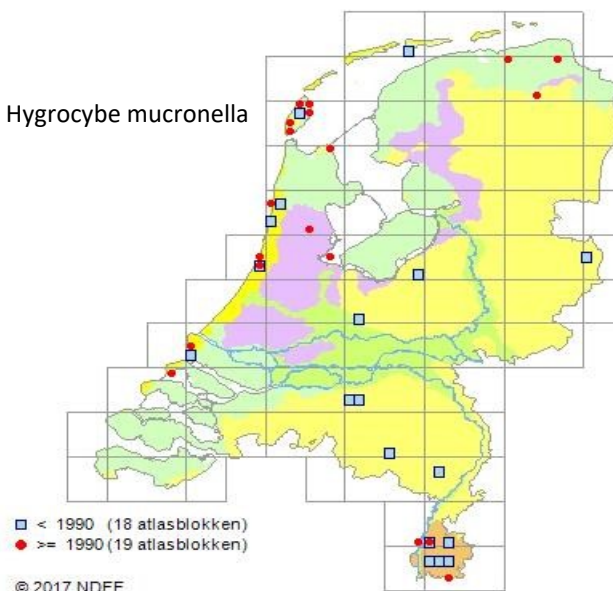 Hygrocybe mucronella
< 1990 (18 atlasblokken)
>= 1990 (19 atlasblokken)
© 2017 NDFF